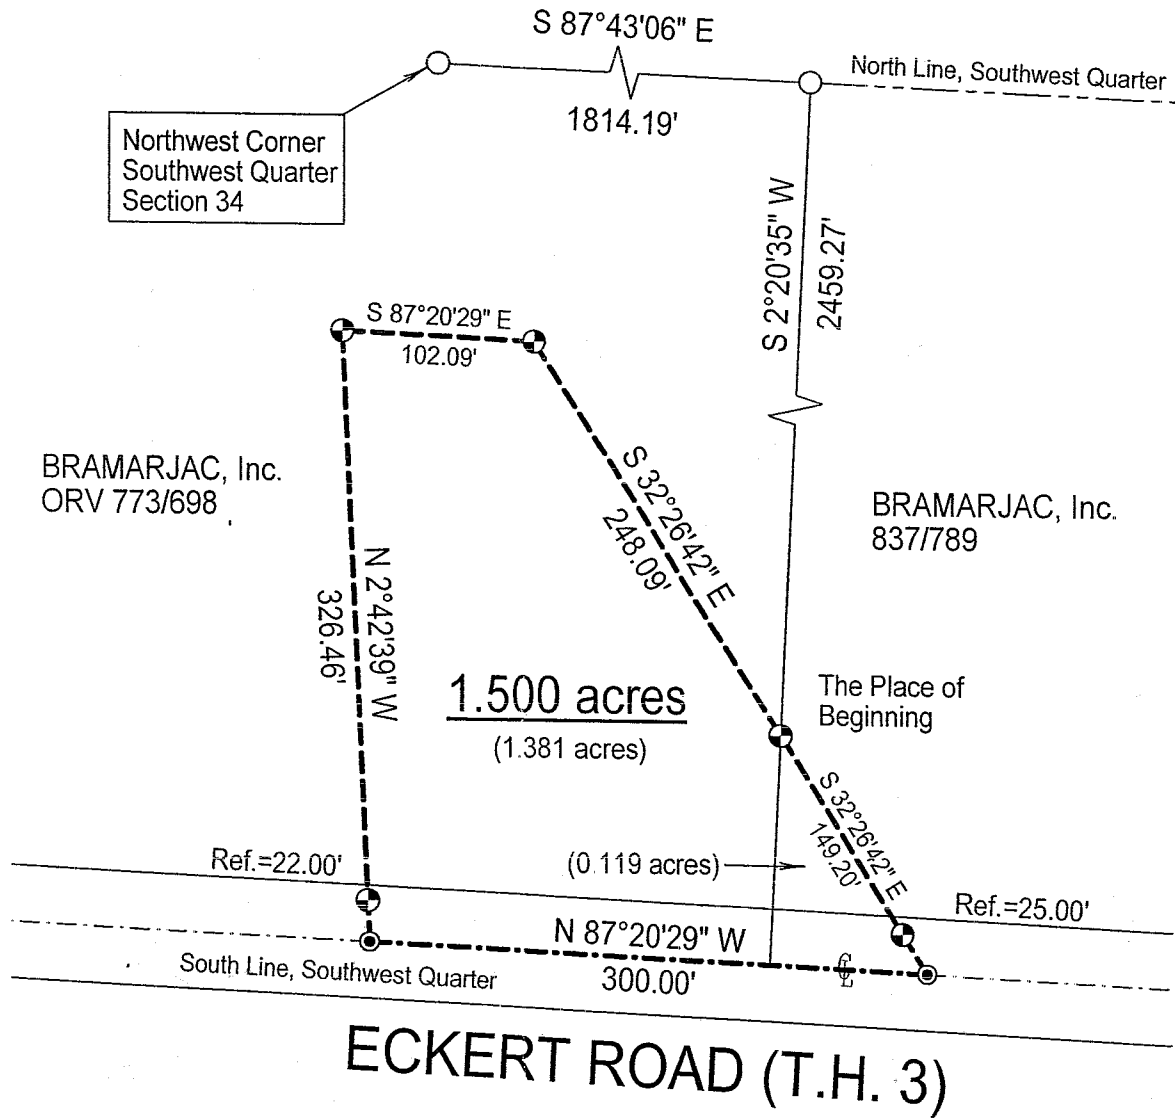 S 87°43'06" E
North Line, Southwest Quarter
1814.19'
Northwest Corner
Southwest Quarter
Section 34
S 2°20'35" W
2459.27'
S 87°20'29" E
102.09'
BRAMARJAC, Inc.
ORV 773/698
S 32°26'42" E
248.09'
BRAMARJAC, Inc.
837/789
N 2°42'39" W
326.46'
1.500 acres
(1.381 acres)
The Place of
Beginning
S 32°26'42" E
149.20'
Ref.=22.00'
(0.119 acres)
Ref.=25.00'
N 87°20'29" W
South Line, Southwest Quarter
300.00'
CL
ECKERT ROAD (T.H. 3)